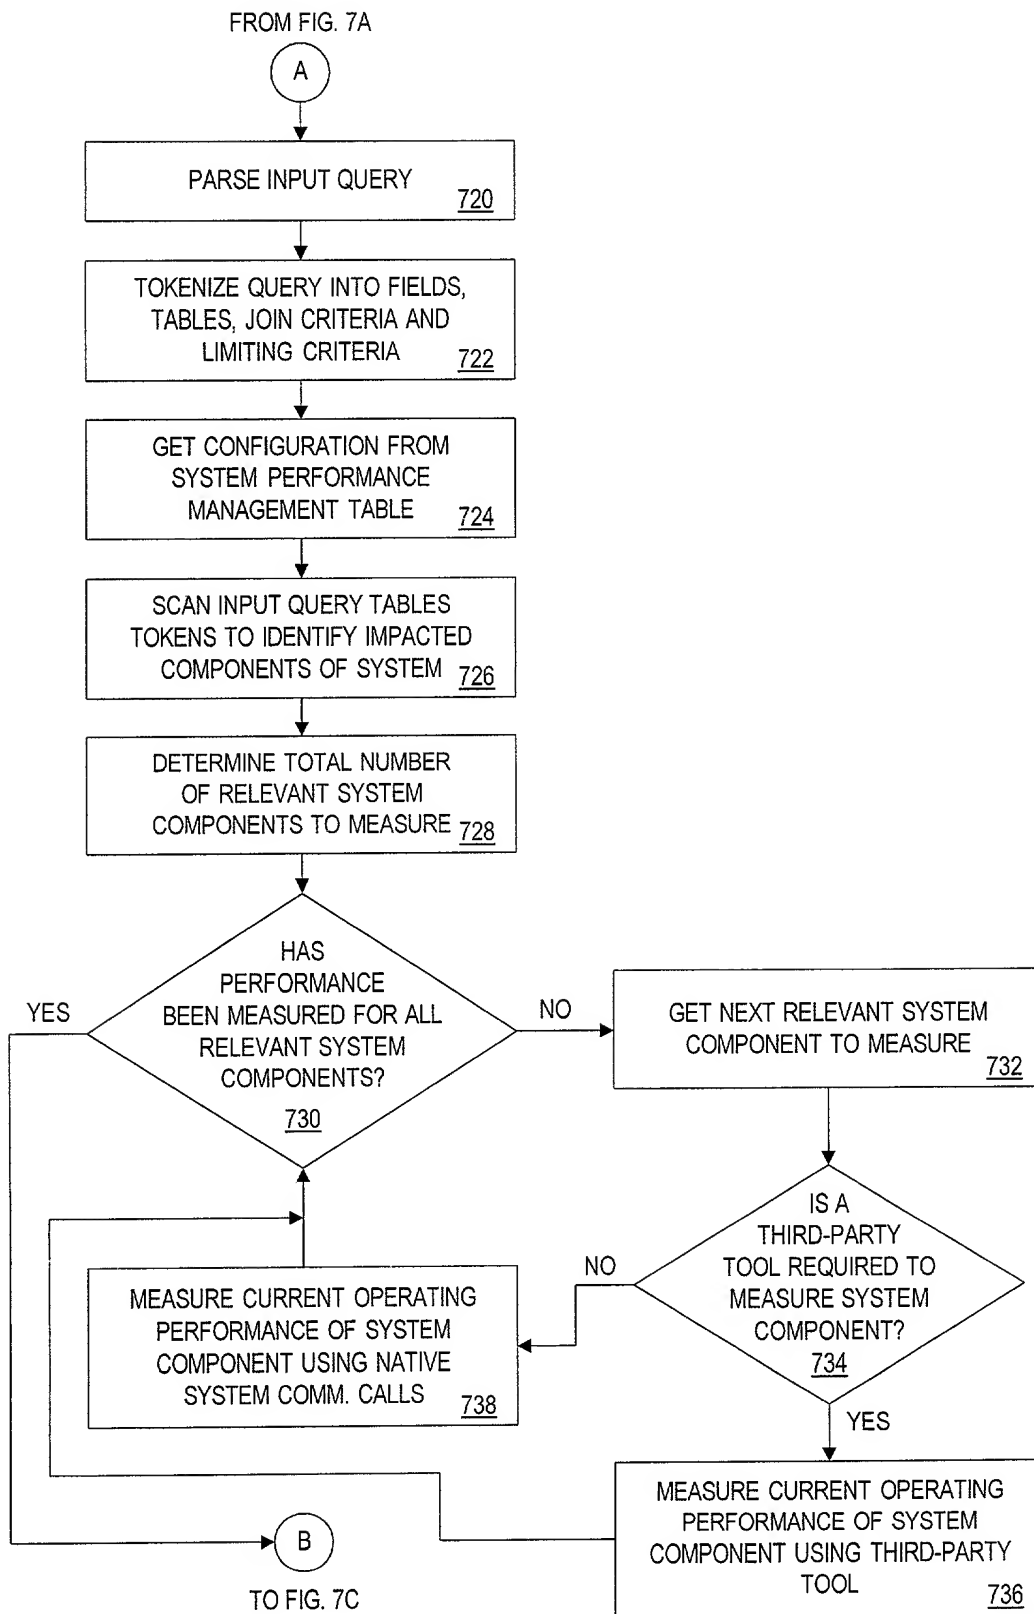 FROM FIG. 7A
A
PARSE INPUT QUERY
720
TOKENIZE QUERY INTO FIELDS,
TABLES, JOIN CRITERIA AND
LIMITING CRITERIA
722
GET CONFIGURATION FROM
SYSTEM PERFORMANCE
MANAGEMENT TABLE
724
SCAN INPUT QUERY TABLES
TOKENS TO IDENTIFY IMPACTED
COMPONENTS OF SYSTEM
726
DETERMINE TOTAL NUMBER
OF RELEVANT SYSTEM
COMPONENTS TO MEASURE
728
HAS
PERFORMANCE
BEEN MEASURED FOR ALL
RELEVANT SYSTEM
COMPONENTS?
730
YES
NO
GET NEXT RELEVANT SYSTEM
COMPONENT TO MEASURE
732
IS A
THIRD-PARTY
TOOL REQUIRED TO
MEASURE SYSTEM
COMPONENT?
734
NO
YES
MEASURE CURRENT OPERATING
PERFORMANCE OF SYSTEM
COMPONENT USING NATIVE
SYSTEM COMM. CALLS
738
MEASURE CURRENT OPERATING
PERFORMANCE OF SYSTEM
COMPONENT USING THIRD-PARTY
TOOL
736
B
TO FIG. 7C